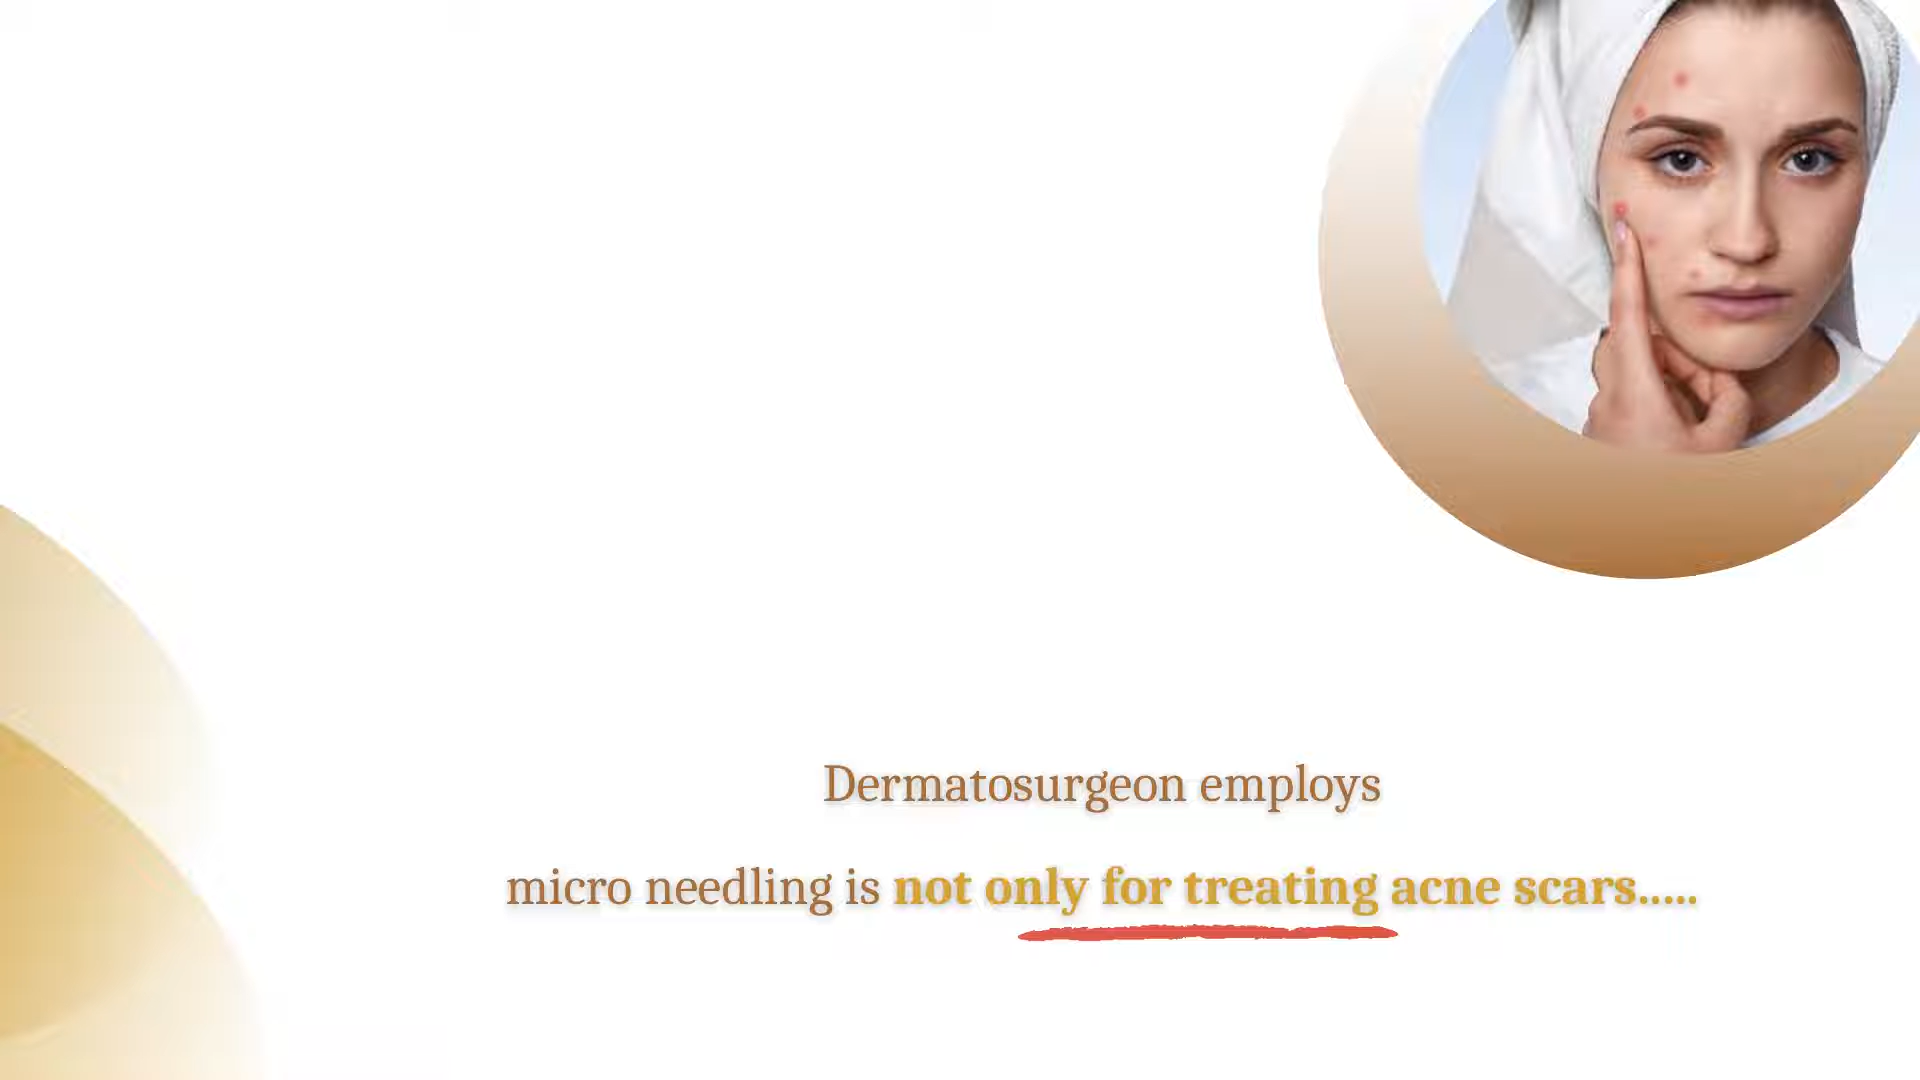 Dermatosurgeon employs
micro needling is not only for treating acne scars.....